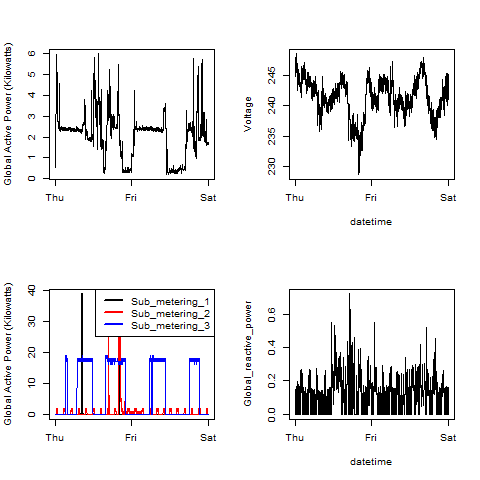 Global Active Power (Kilowatts)
0 1 2 3 4 5 6
Thu Fri Sat
Voltage
230 235 240 245
Thu Fri Sat
datetime
Global Active Power (Kilowatts)
0 10 20 30 40
Sub_metering_1
Sub_metering_2
Sub_metering_3
Thu Fri Sat
Global_reactive_power
0.0 0.2 0.4 0.6
Thu Fri Sat
datetime